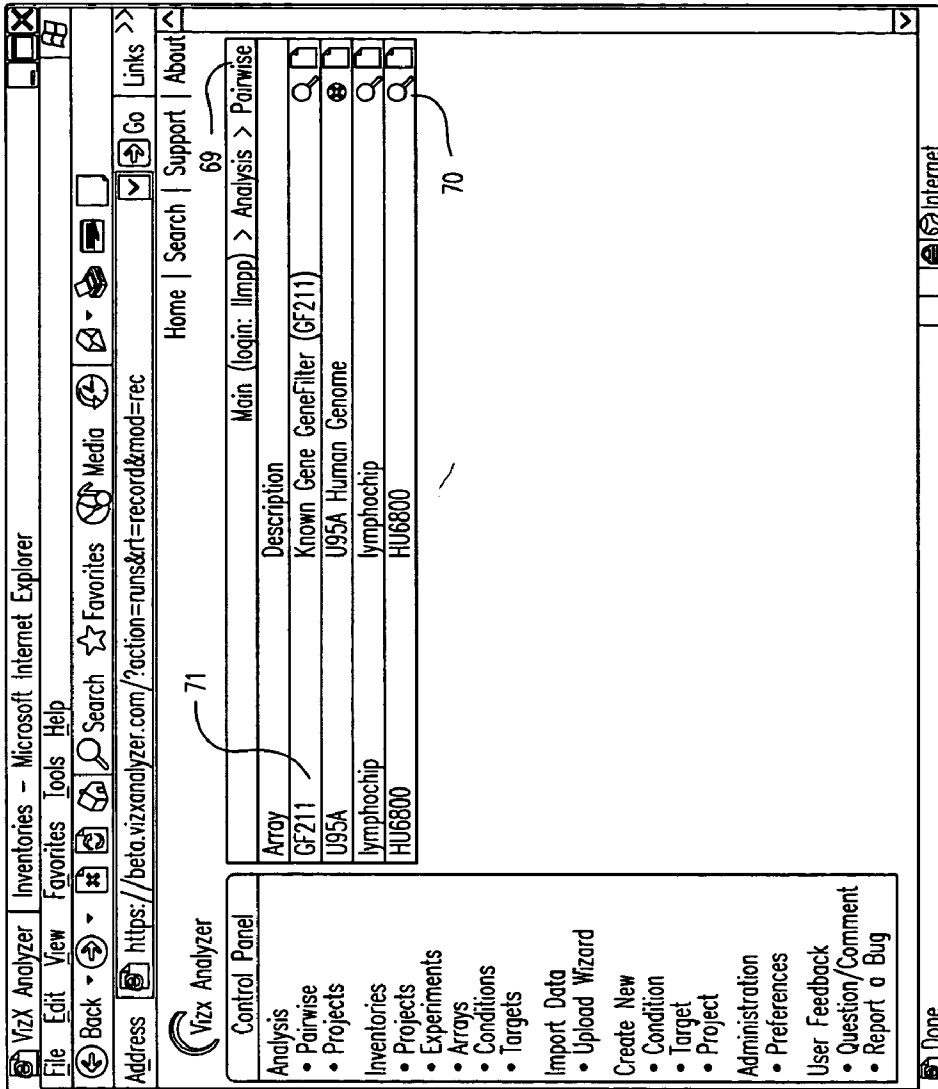 VizX Analyzer | Inventories – Microsoft Internet Explorer
File Edit View Favorites Tools Help
Back Search Favorites Media
Address https://beta.vizxanalyzer.com/?action=runs&rt=record&mod=rec Go Links >>
Vizx Analyzer
Home | Search | Support | About
Control Panel
Analysis
• Pairwise
• Projects
Inventories
• Projects
• Experiments
• Arrays
• Conditions
• Targets
Import Data
• Upload Wizard
Create New
• Condition
• Target
• Project
Administration
• Preferences
User Feedback
• Question/Comment
• Report a Bug
71
69
Main (login: llmpp) > Analysis > Pairwise
Array Description
GF211 Known Gene GeneFilter (GF211)
U95A U95A Human Genome
lymphochip lymphochip
HU6800 HU6800
70
Done Internet